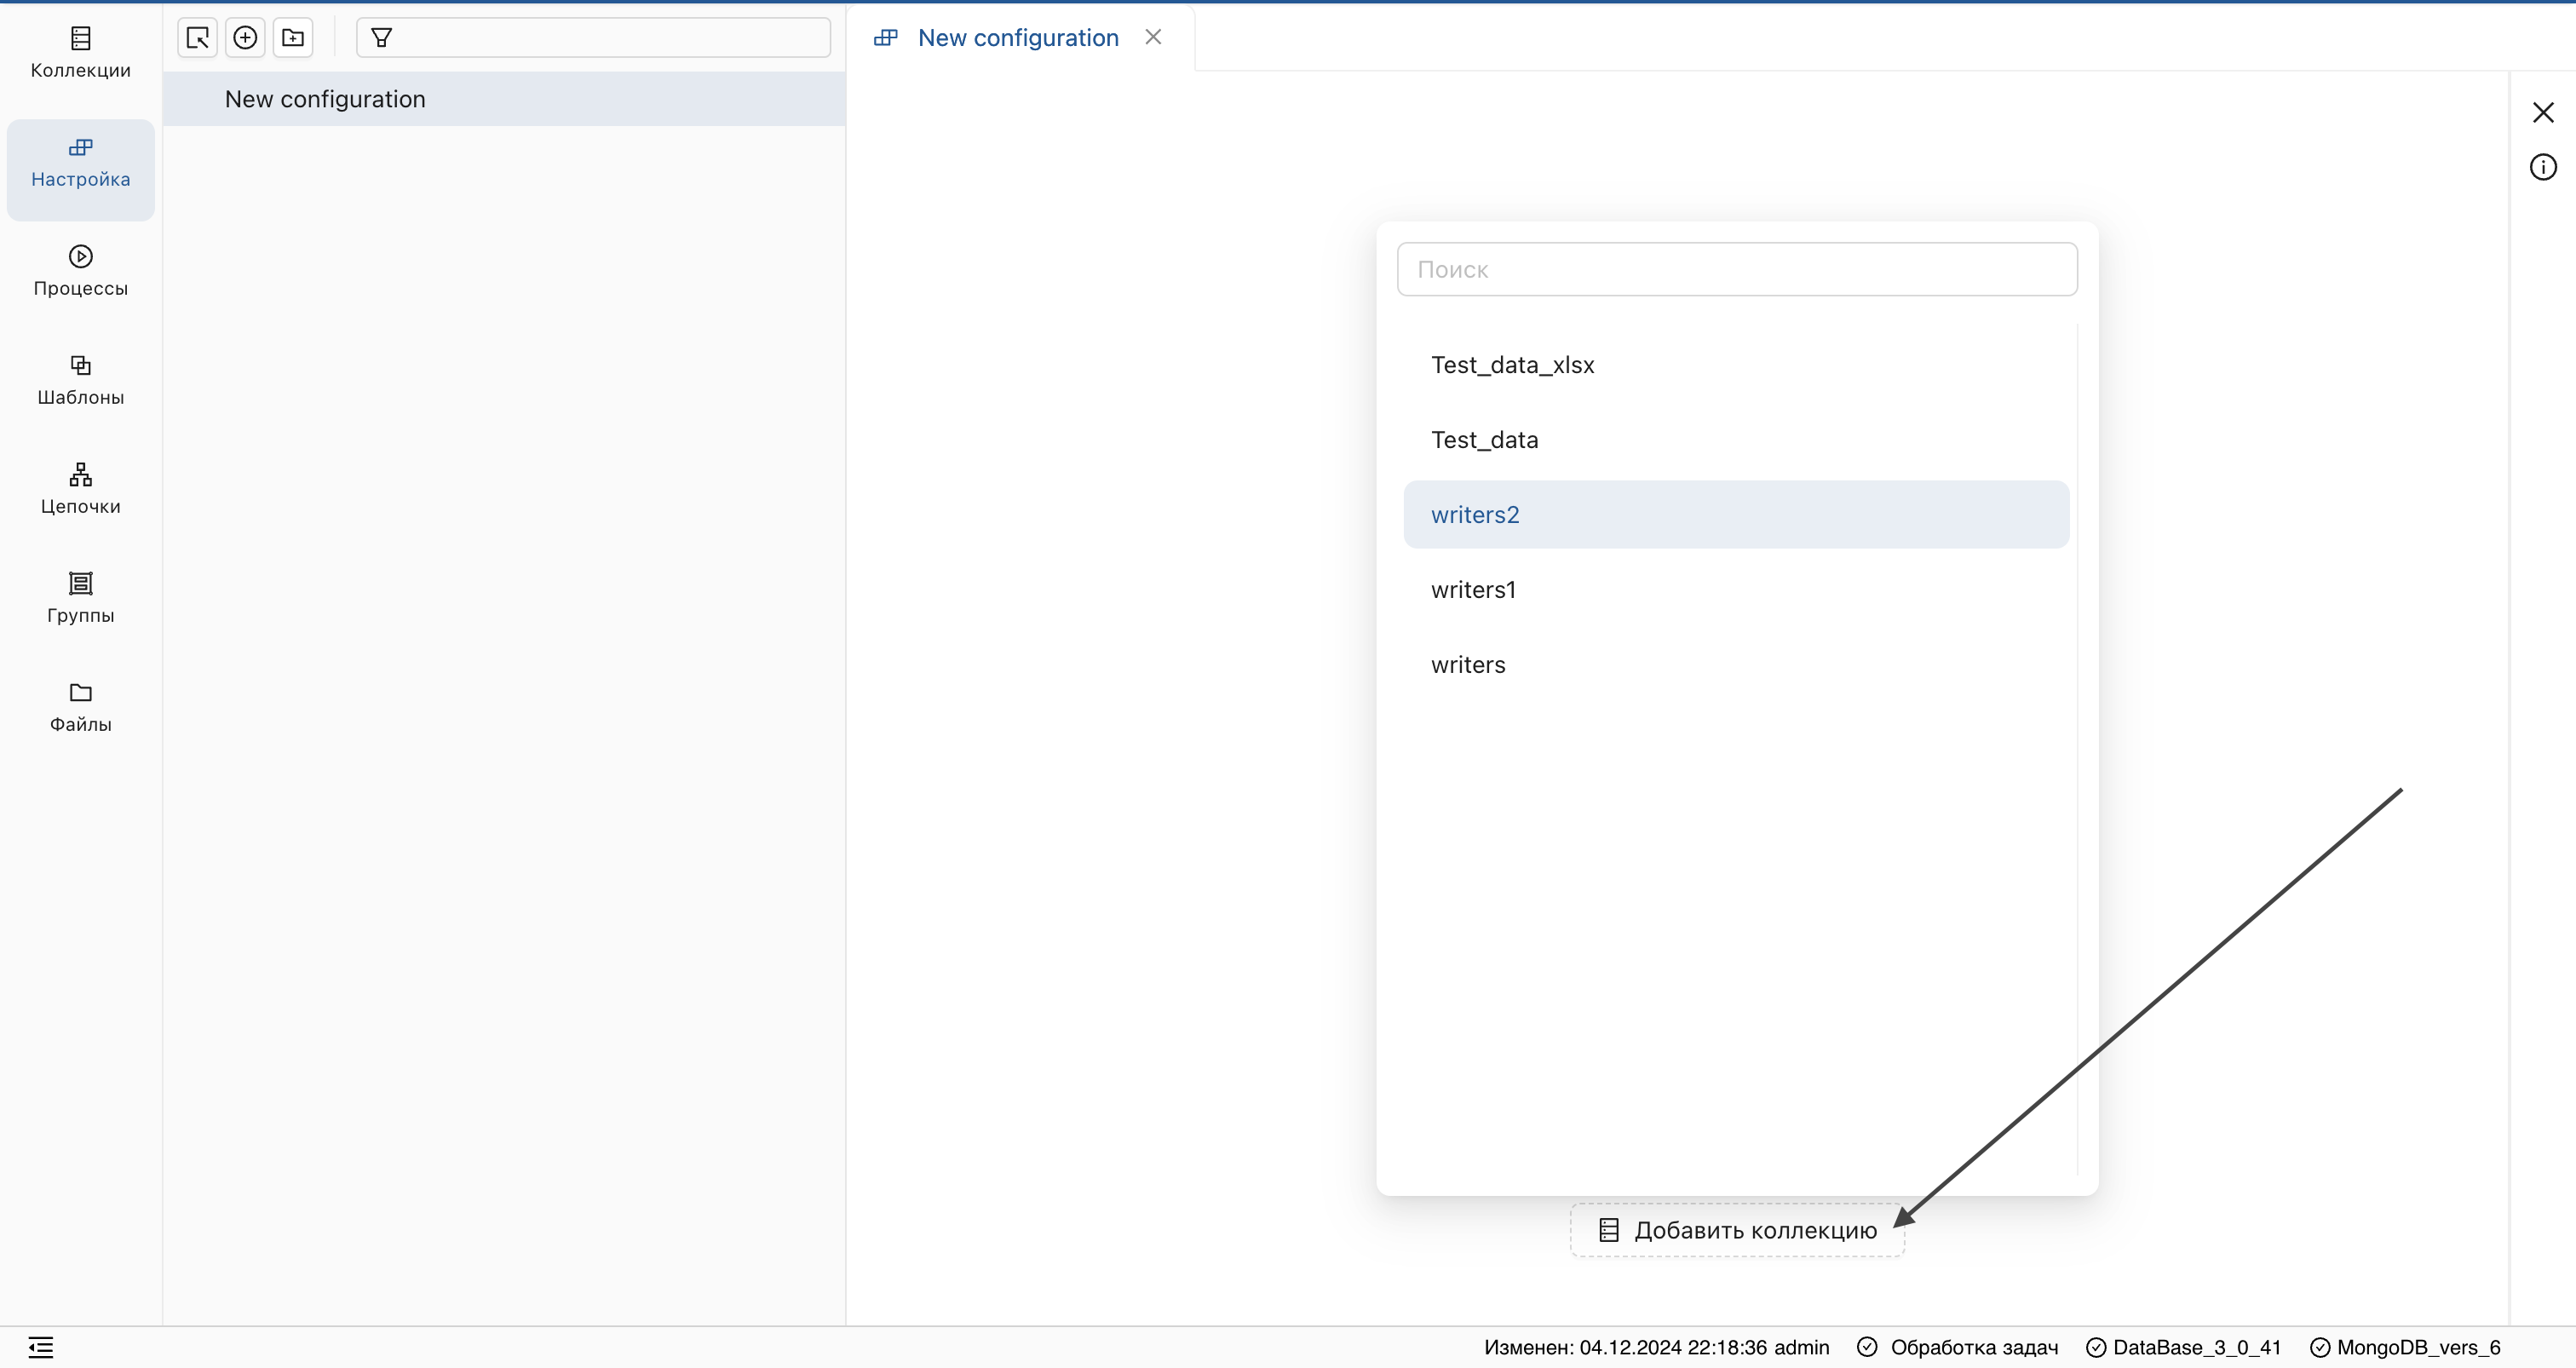 Коллекции
Настройка
Процессы
Шаблоны
Цепочки
Группы
Файлы
New configuration
New configuration
Поиск
Test_data_xlsx
Test_data
writers2
writers1
writers
Добавить коллекцию
Изменен: 04.12.2024 22:18:36 admin Обработка задач DataBase_3_0_41 MongoDB_vers_6